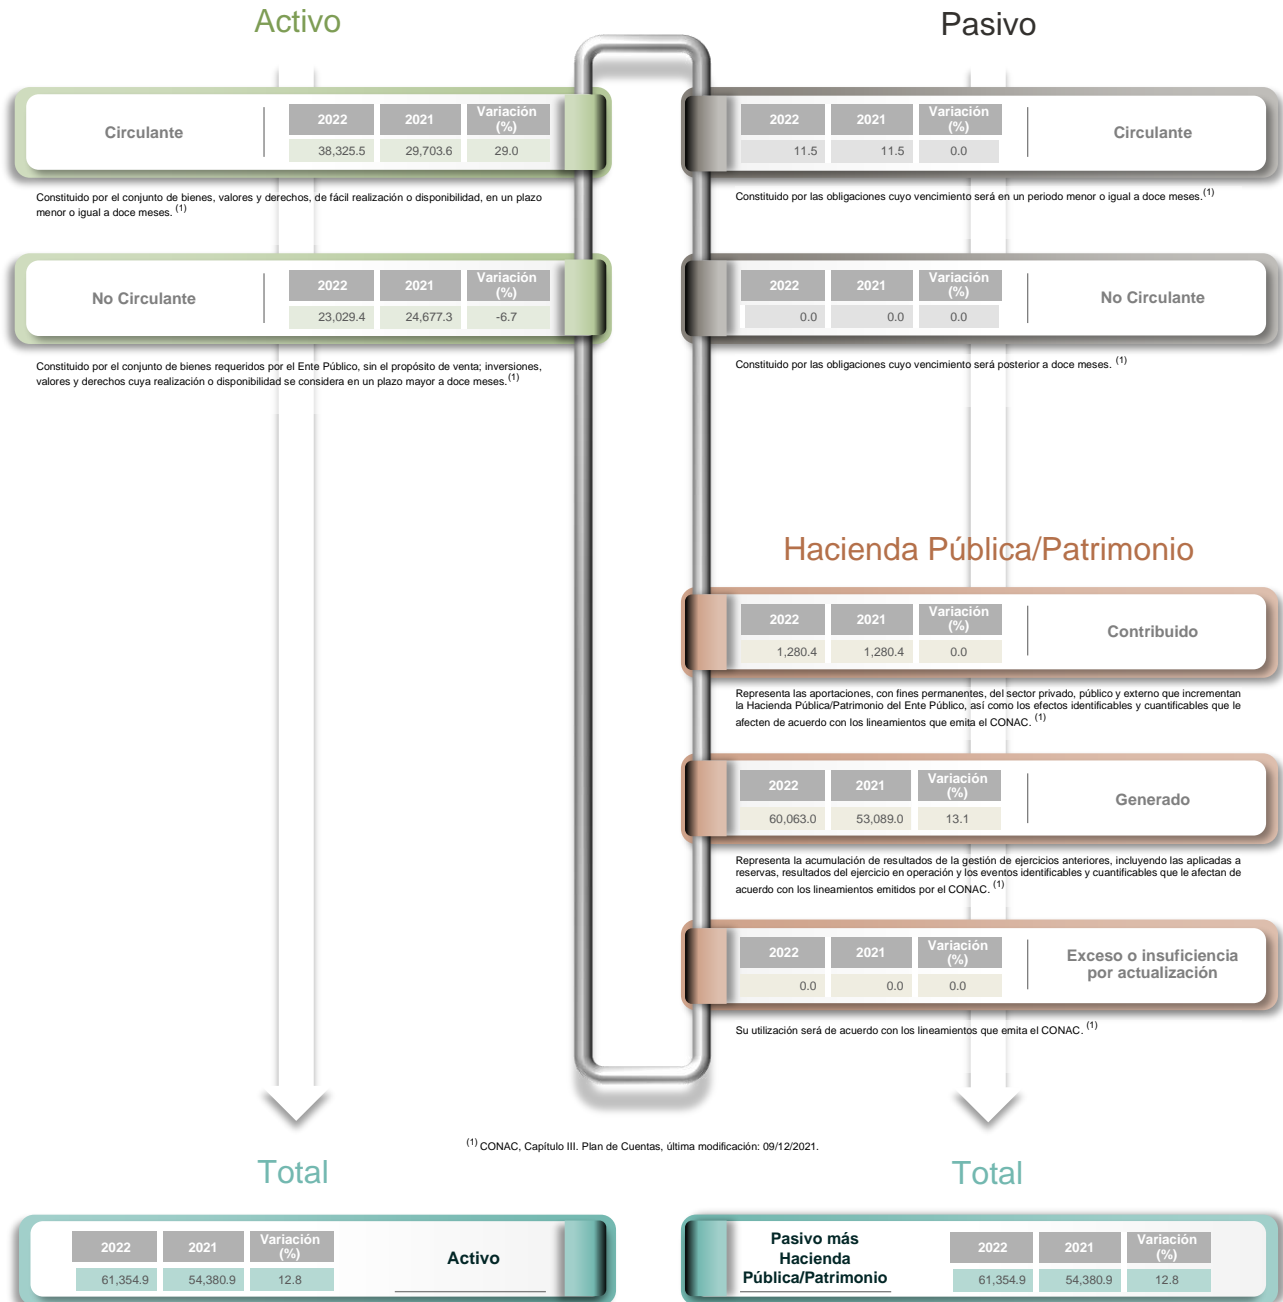 Activo
Circulante
2022 2021 Variación (%)
38,325.5 29,703.6 29.0
Constituido por el conjunto de bienes, valores y derechos, de fácil realización o disponibilidad, en un plazo
menor o igual a doce meses. (1)
No Circulante
2022 2021 Variación (%)
23,029.4 24,677.3 -6.7
Constituido por el conjunto de bienes requeridos por el Ente Público, sin el propósito de venta; inversiones,
valores y derechos cuya realización o disponibilidad se considera en un plazo mayor a doce meses.(1)
Pasivo
2022 2021 Variación (%)
11.5 11.5 0.0
Circulante
Constituido por las obligaciones cuyo vencimiento será en un periodo menor o igual a doce meses.(1)
2022 2021 Variación (%)
0.0 0.0 0.0
No Circulante
Constituido por las obligaciones cuyo vencimiento será posterior a doce meses. (1)
Hacienda Pública/Patrimonio
2022 2021 Variación (%)
1,280.4 1,280.4 0.0
Contribuido
Representa las aportaciones, con fines permanentes, del sector privado, público y externo que incrementan
la Hacienda Pública/Patrimonio del Ente Público, así como los efectos identificables y cuantificables que le
afecten de acuerdo con los lineamientos que emita el CONAC. (1)
2022 2021 Variación (%)
60,063.0 53,089.0 13.1
Generado
Representa la acumulación de resultados de la gestión de ejercicios anteriores, incluyendo las aplicadas a
reservas, resultados del ejercicio en operación y los eventos identificables y cuantificables que le afectan de
acuerdo con los lineamientos emitidos por el CONAC. (1)
2022 2021 Variación (%)
0.0 0.0 0.0
Exceso o insuficiencia
por actualización
Su utilización será de acuerdo con los lineamientos que emita el CONAC. (1)
(1) CONAC, Capítulo III. Plan de Cuentas, última modificación: 09/12/2021.
Total
2022 2021 Variación (%)
61,354.9 54,380.9 12.8
Activo
Total
Pasivo más
Hacienda
Pública/Patrimonio
2022 2021 Variación (%)
61,354.9 54,380.9 12.8